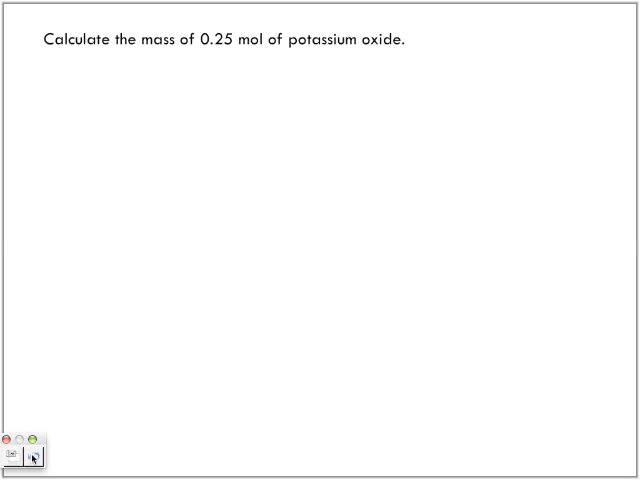 Calculate the mass of 0.25 mol of potassium oxide.